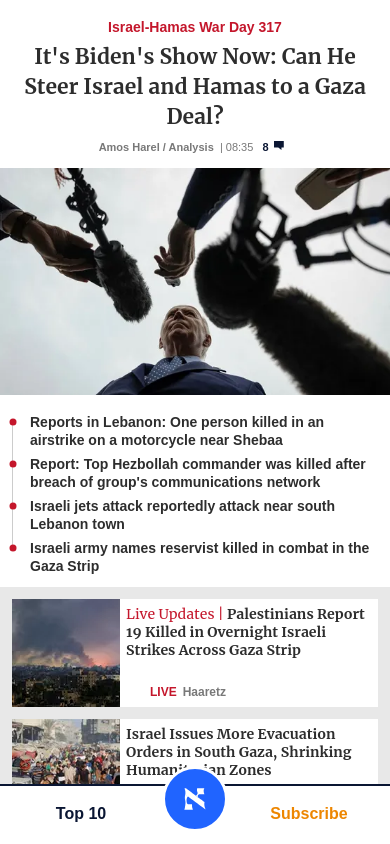 Israel-Hamas War Day 317
It's Biden's Show Now: Can He
Steer Israel and Hamas to a Gaza
Deal?
Amos Harel / Analysis | 08:35 8
Reports in Lebanon: One person killed in an
airstrike on a motorcycle near Shebaa
Report: Top Hezbollah commander was killed after
breach of group's communications network
Israeli jets attack reportedly attack near south
Lebanon town
Israeli army names reservist killed in combat in the
Gaza Strip
Live Updates | Palestinians Report
19 Killed in Overnight Israeli
Strikes Across Gaza Strip
LIVE Haaretz
Israel Issues More Evacuation
Orders in South Gaza, Shrinking
Zones
Top 10
Subscribe